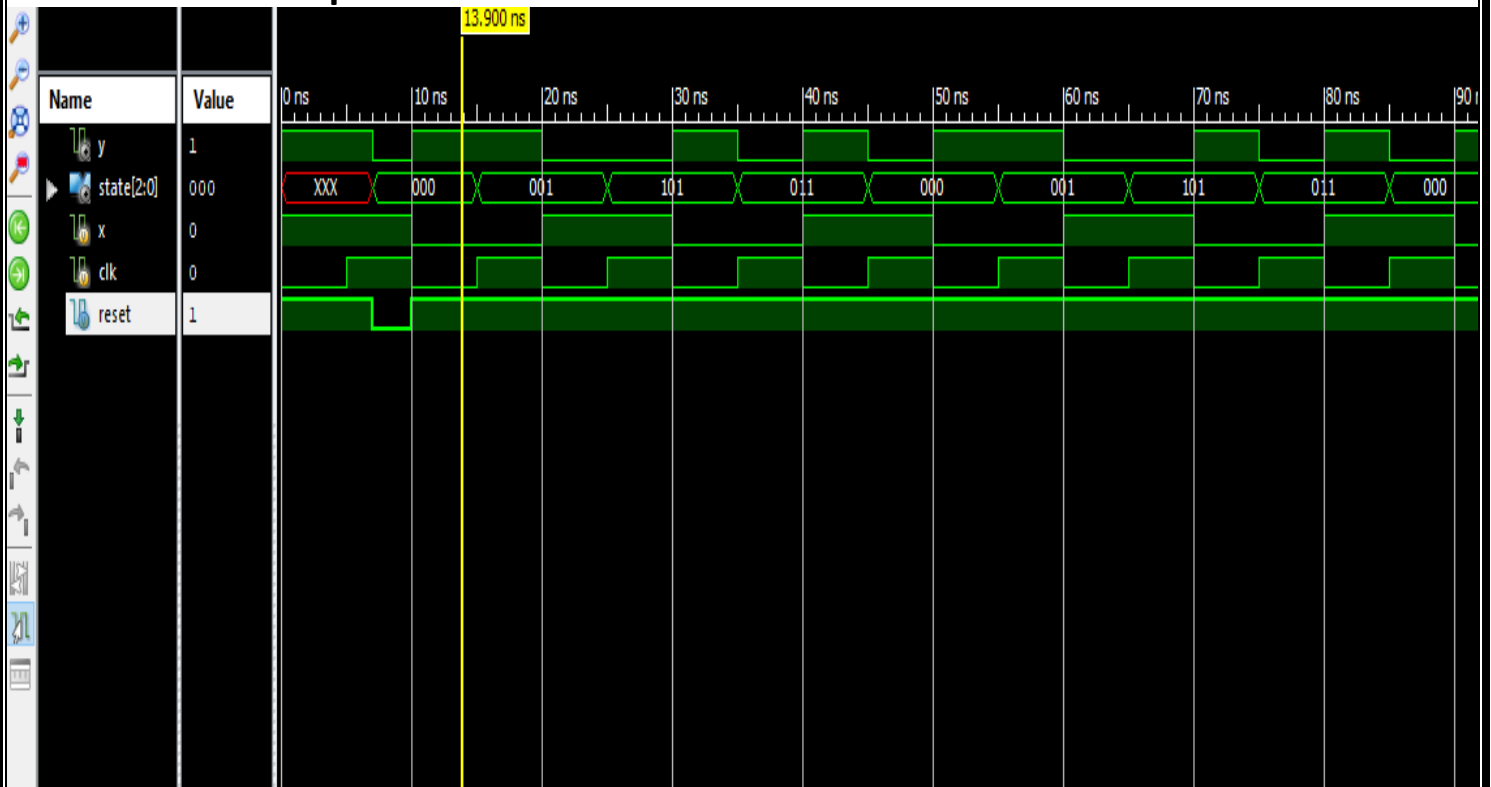 13.900 ns
Name Value 0 ns 10 ns 20 ns 30 ns 40 ns 50 ns 60 ns 70 ns 80 ns 90
y 1
state[2:0] 000 XXX 000 001 101 011 000 001 101 011 000
x 0
clk 0
reset 1